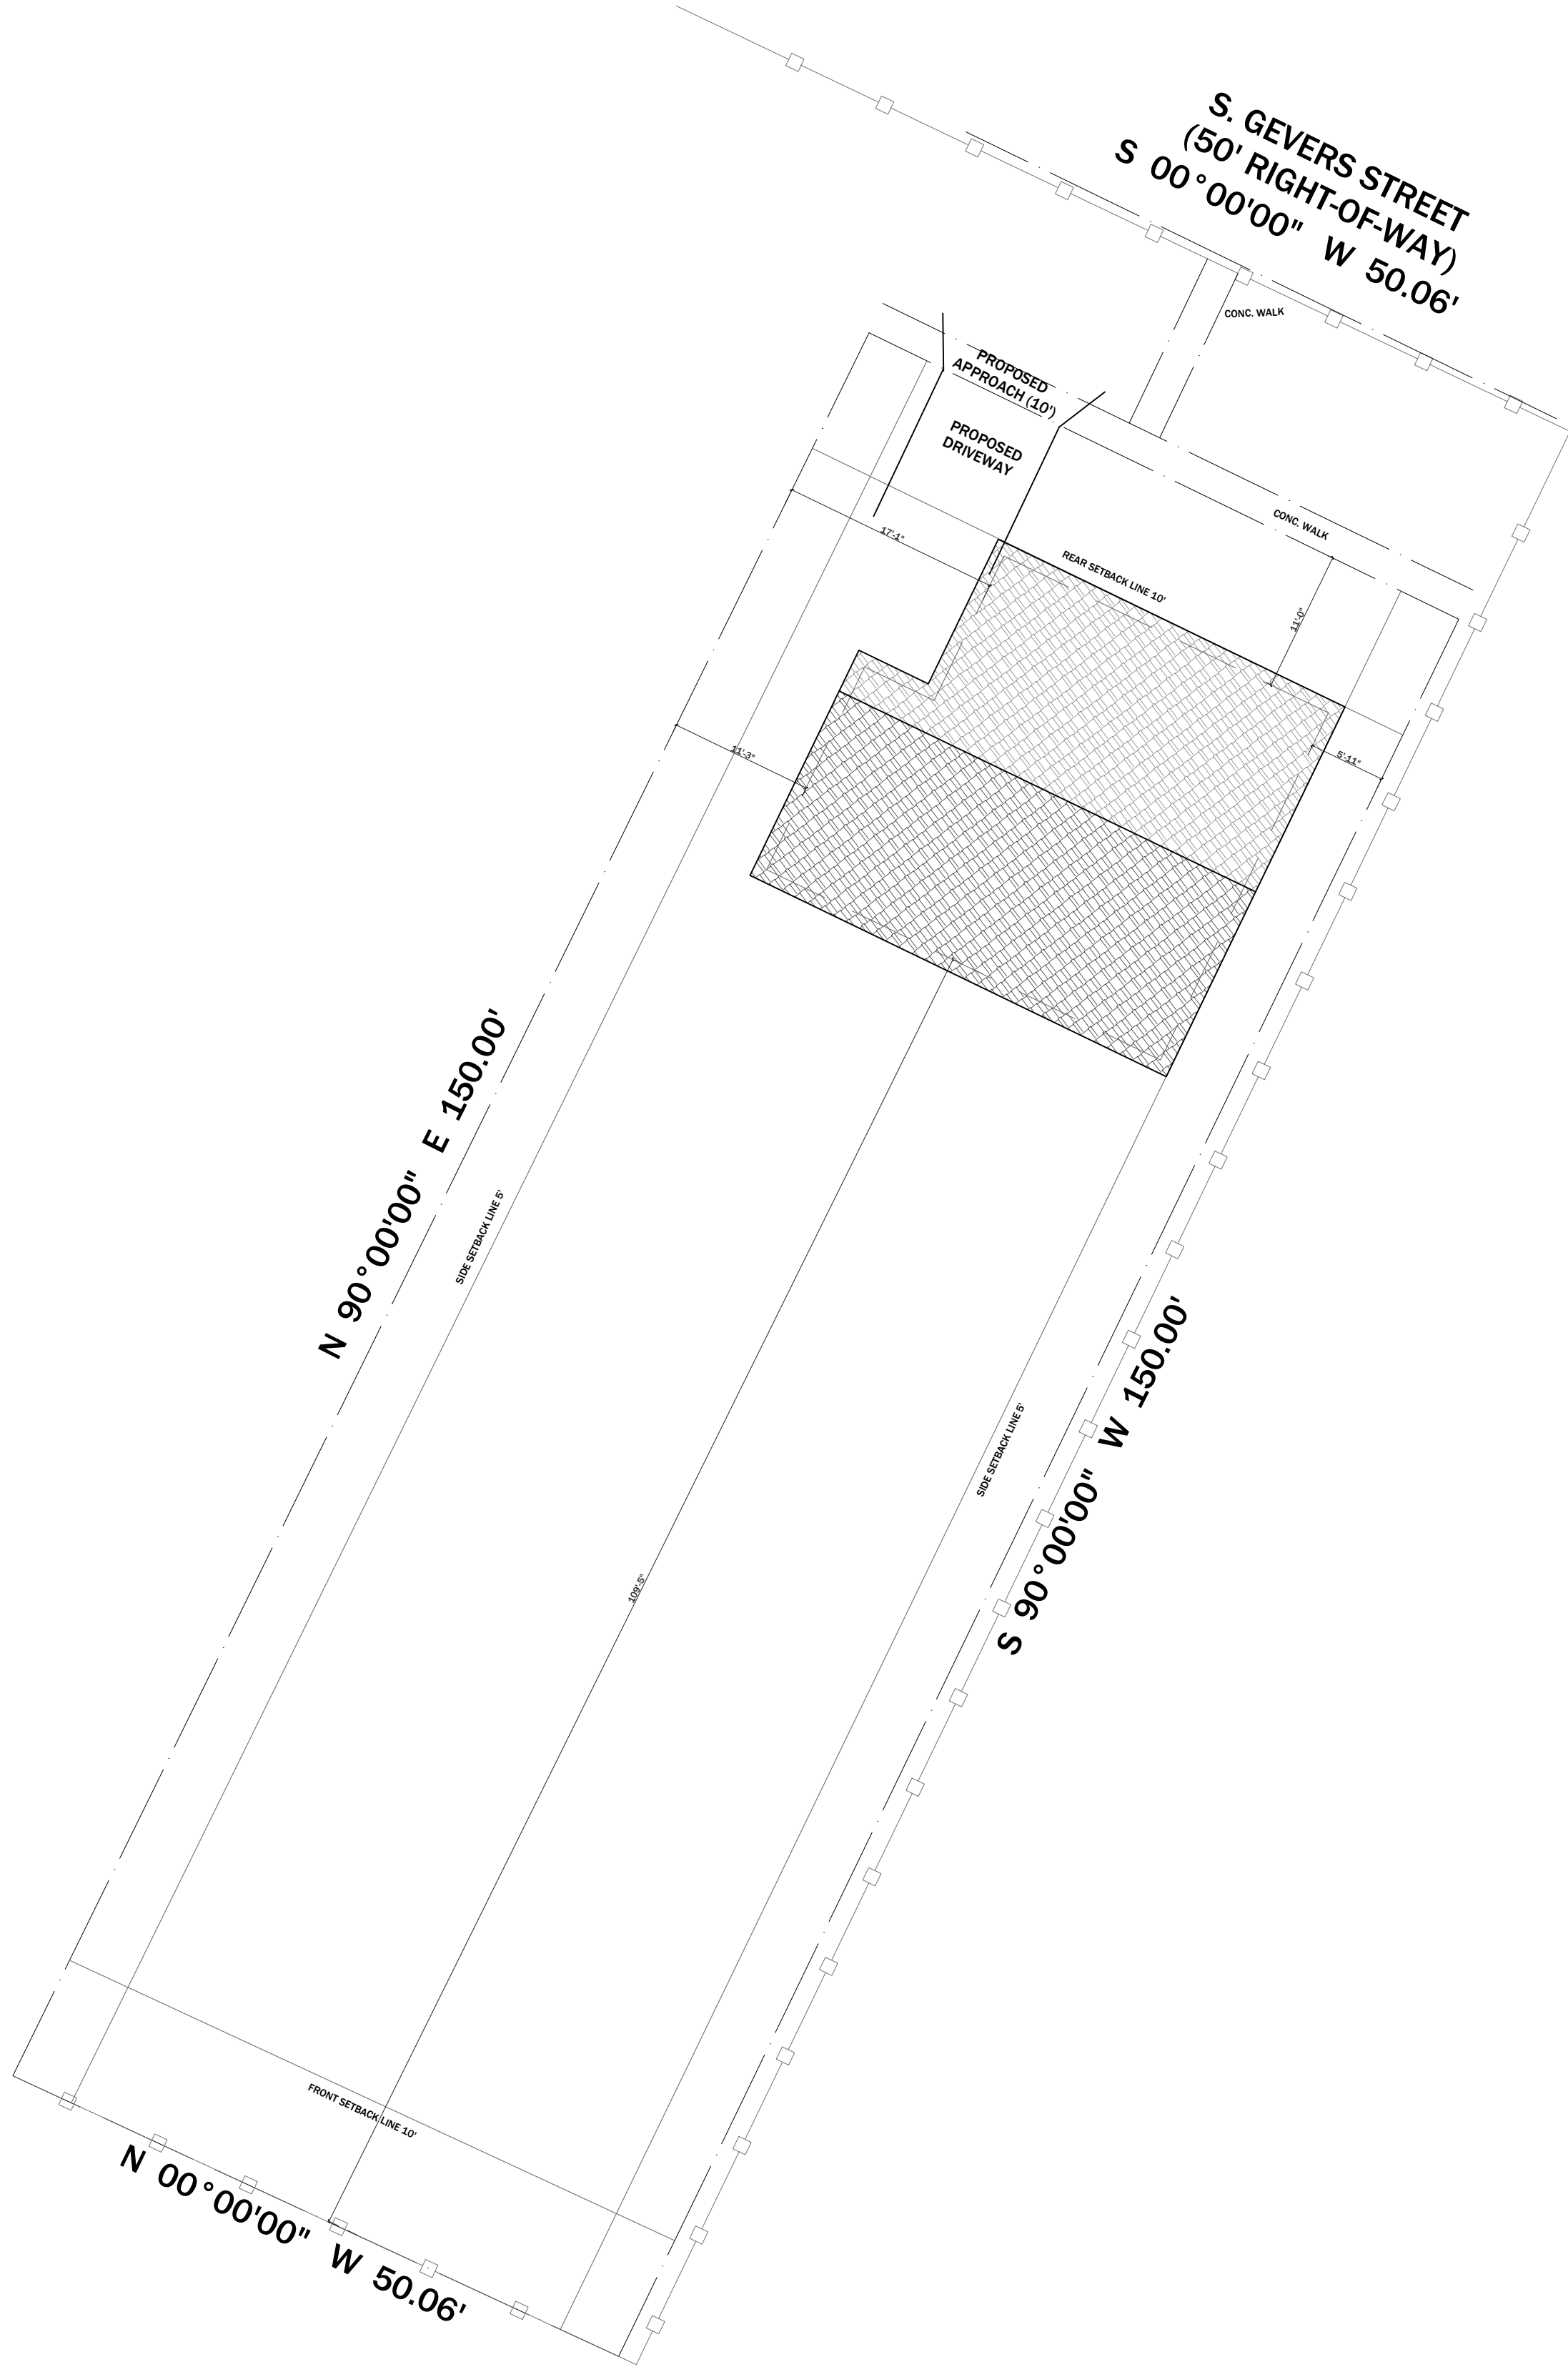 S. GEVERS STREET
(50' RIGHT-OF-WAY)
S 00°00'00" W 50.06'
CONC. WALK
PROPOSED
APPROACH (10')
PROPOSED
DRIVEWAY
CONC. WALK
17'-1"
REAR SETBACK LINE 10'
11'-0"
11'-3"
5'-11"
N 90°00'00" E 150.00'
SIDE SETBACK LINE 5'
SIDE SETBACK LINE 5'
S 90°00'00" W 150.00'
109'-5"
FRONT SETBACK LINE 10'
N 00°00'00" W 50.06'